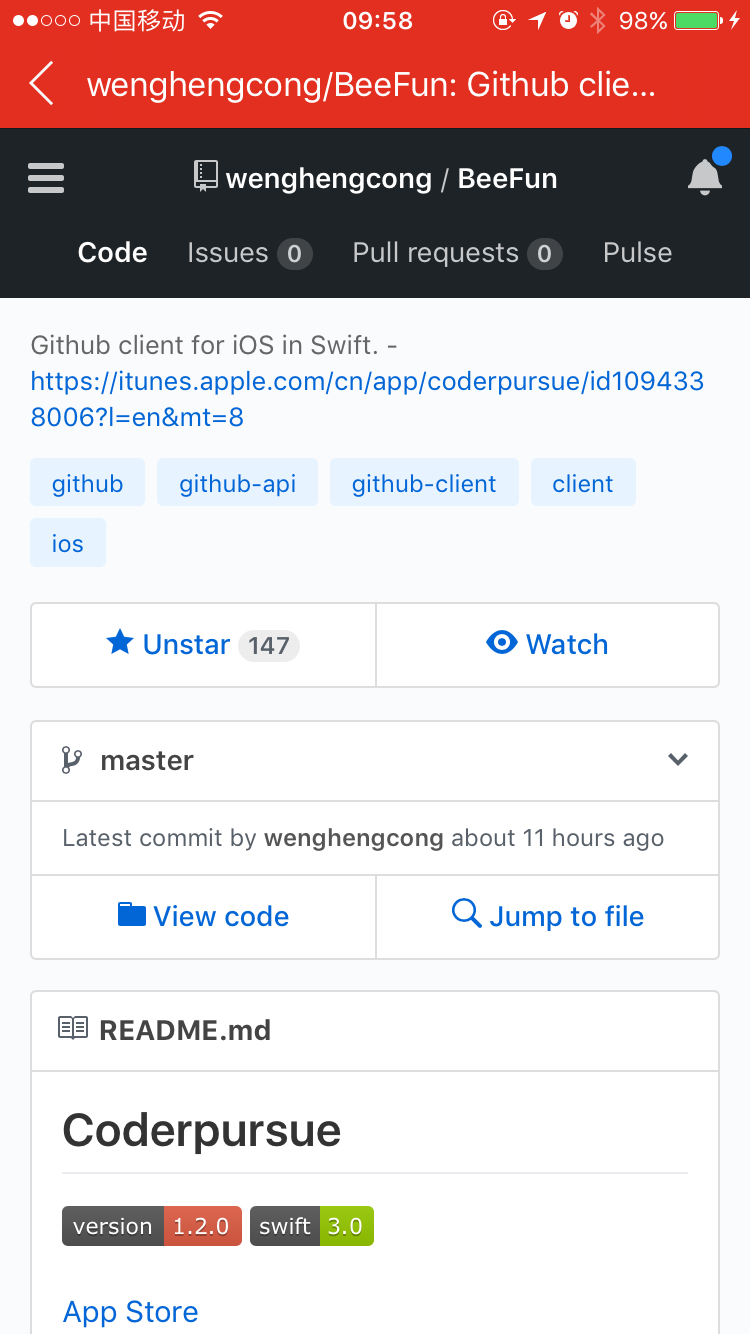 中国移动 09:58 98%
wenghengcong/BeeFun: Github clie...
wenghengcong / BeeFun
Code Issues 0 Pull requests 0 Pulse
Github client for iOS in Swift. -
https://itunes.apple.com/cn/app/coderpursue/id109433
8006?l=en&mt=8
github github-api github-client client
ios
Unstar 147 Watch
master
Latest commit by wenghengcong about 11 hours ago
View code Jump to file
README.md
Coderpursue
version 1.2.0 swift 3.0
App Store